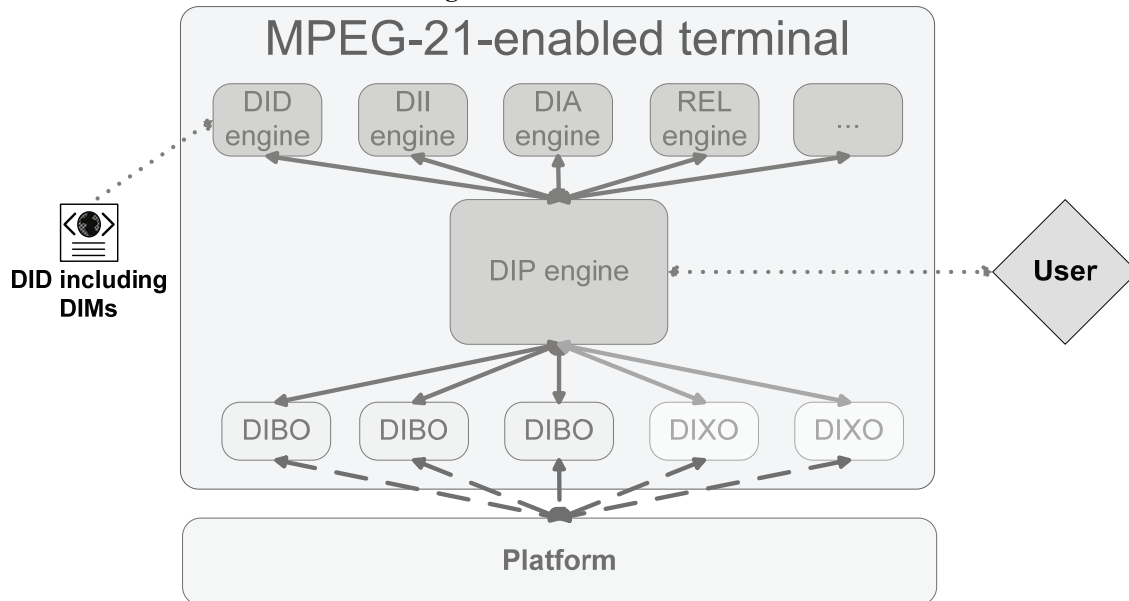 MPEG-21-enabled terminal
DID
engine
DII
engine
DIA
engine
REL
engine
...
DID including
DIMs
DIP engine
User
DIBO
DIBO
DIBO
DIXO
DIXO
Platform